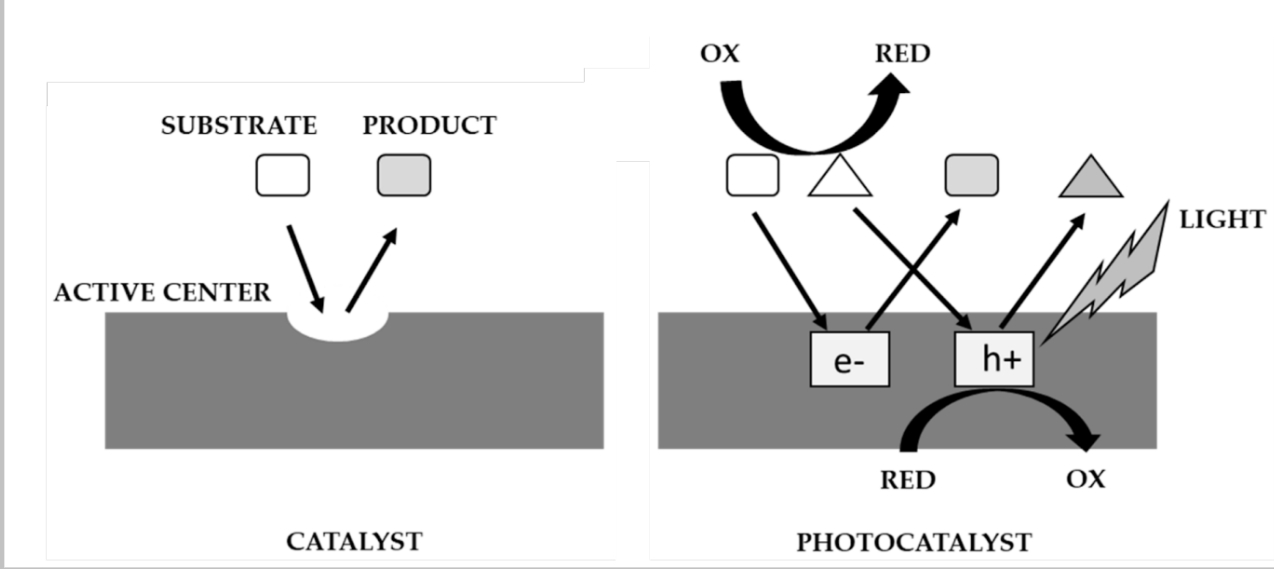 SUBSTRATE PRODUCT
ACTIVE CENTER
CATALYST
OX RED
LIGHT
e- h+
RED OX
PHOTOCATALYST